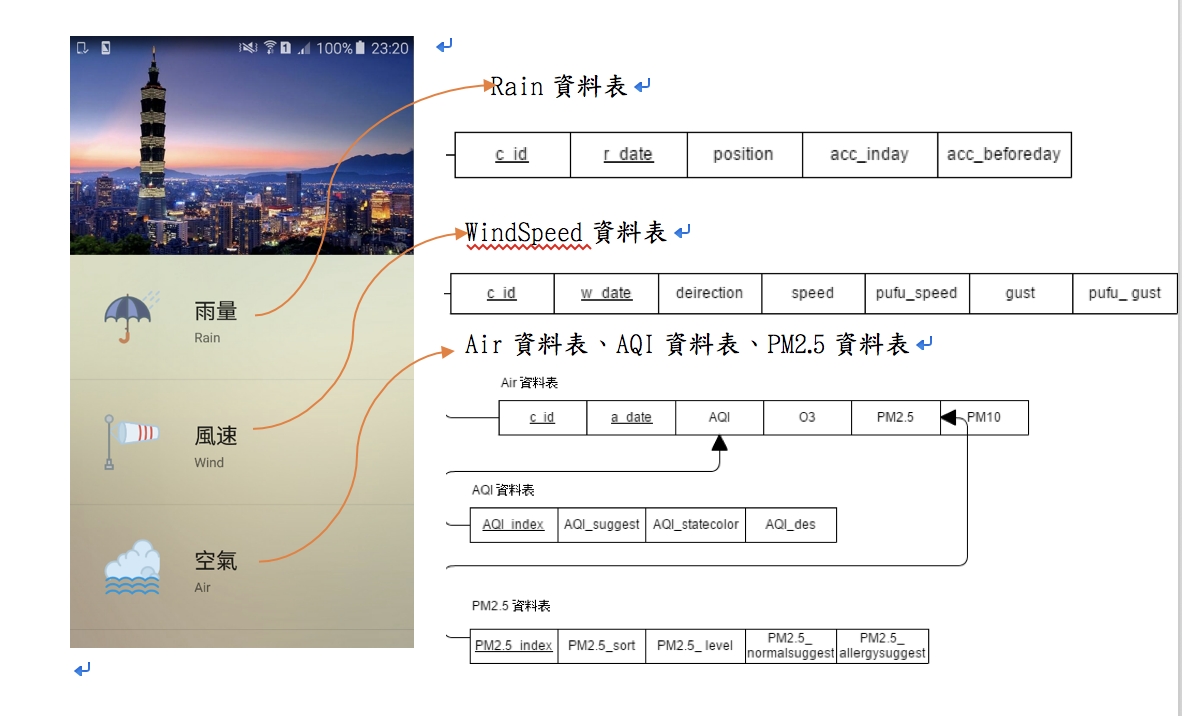 100% 23:20
雨量
Rain
風速
Wind
空氣
Air
Rain 資料表
c_id r_date position acc_inday acc_beforeday
WindSpeed 資料表
c_id w_date deirection speed pufu_speed gust pufu_ gust
Air 資料表、AQI 資料表、PM2.5 資料表
Air 資料表
c_id a_date AQI O3 PM2.5 PM10
AQI 資料表
AQI_index AQI_suggest AQI_statecolor AQI_des
PM2.5 資料表
PM2.5_index PM2.5_sort PM2.5_ level PM2.5_ normalsuggest PM2.5_ allergysuggest